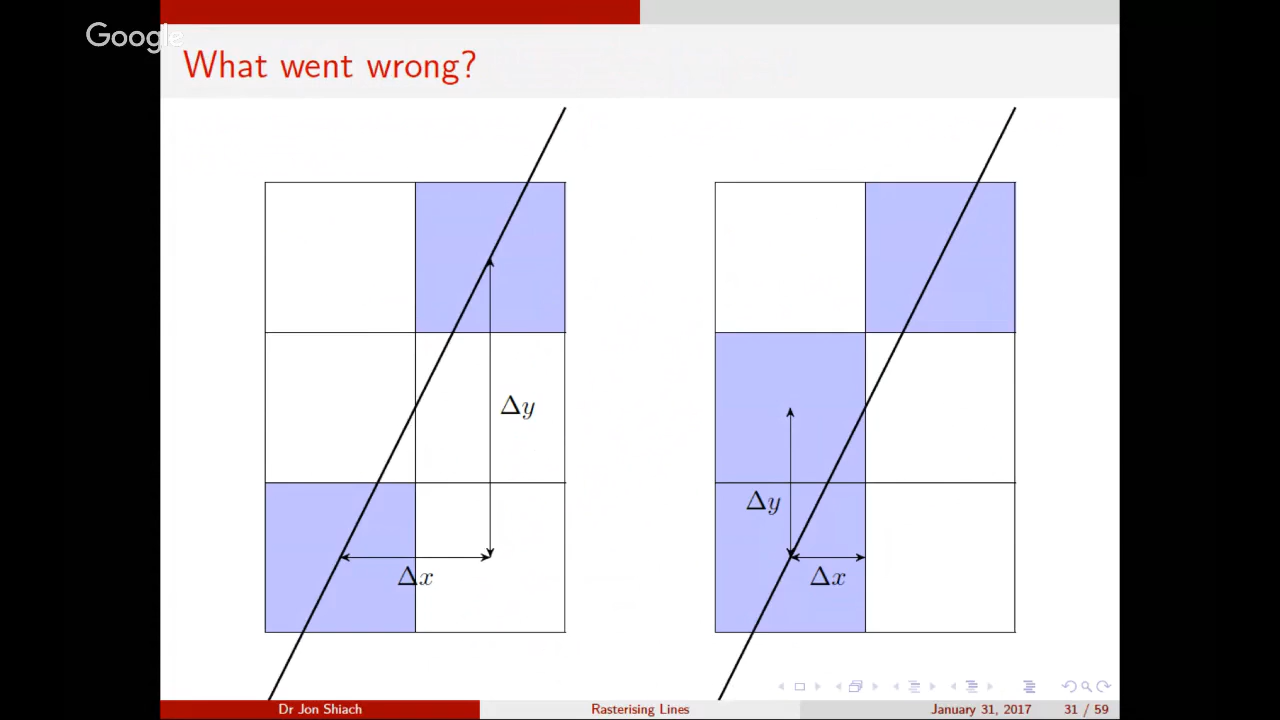 Google
What went wrong?
Δy
Δx
Δy
Δx
Dr Jon Shiach
Rasterising Lines
January 31, 2017
31 / 59